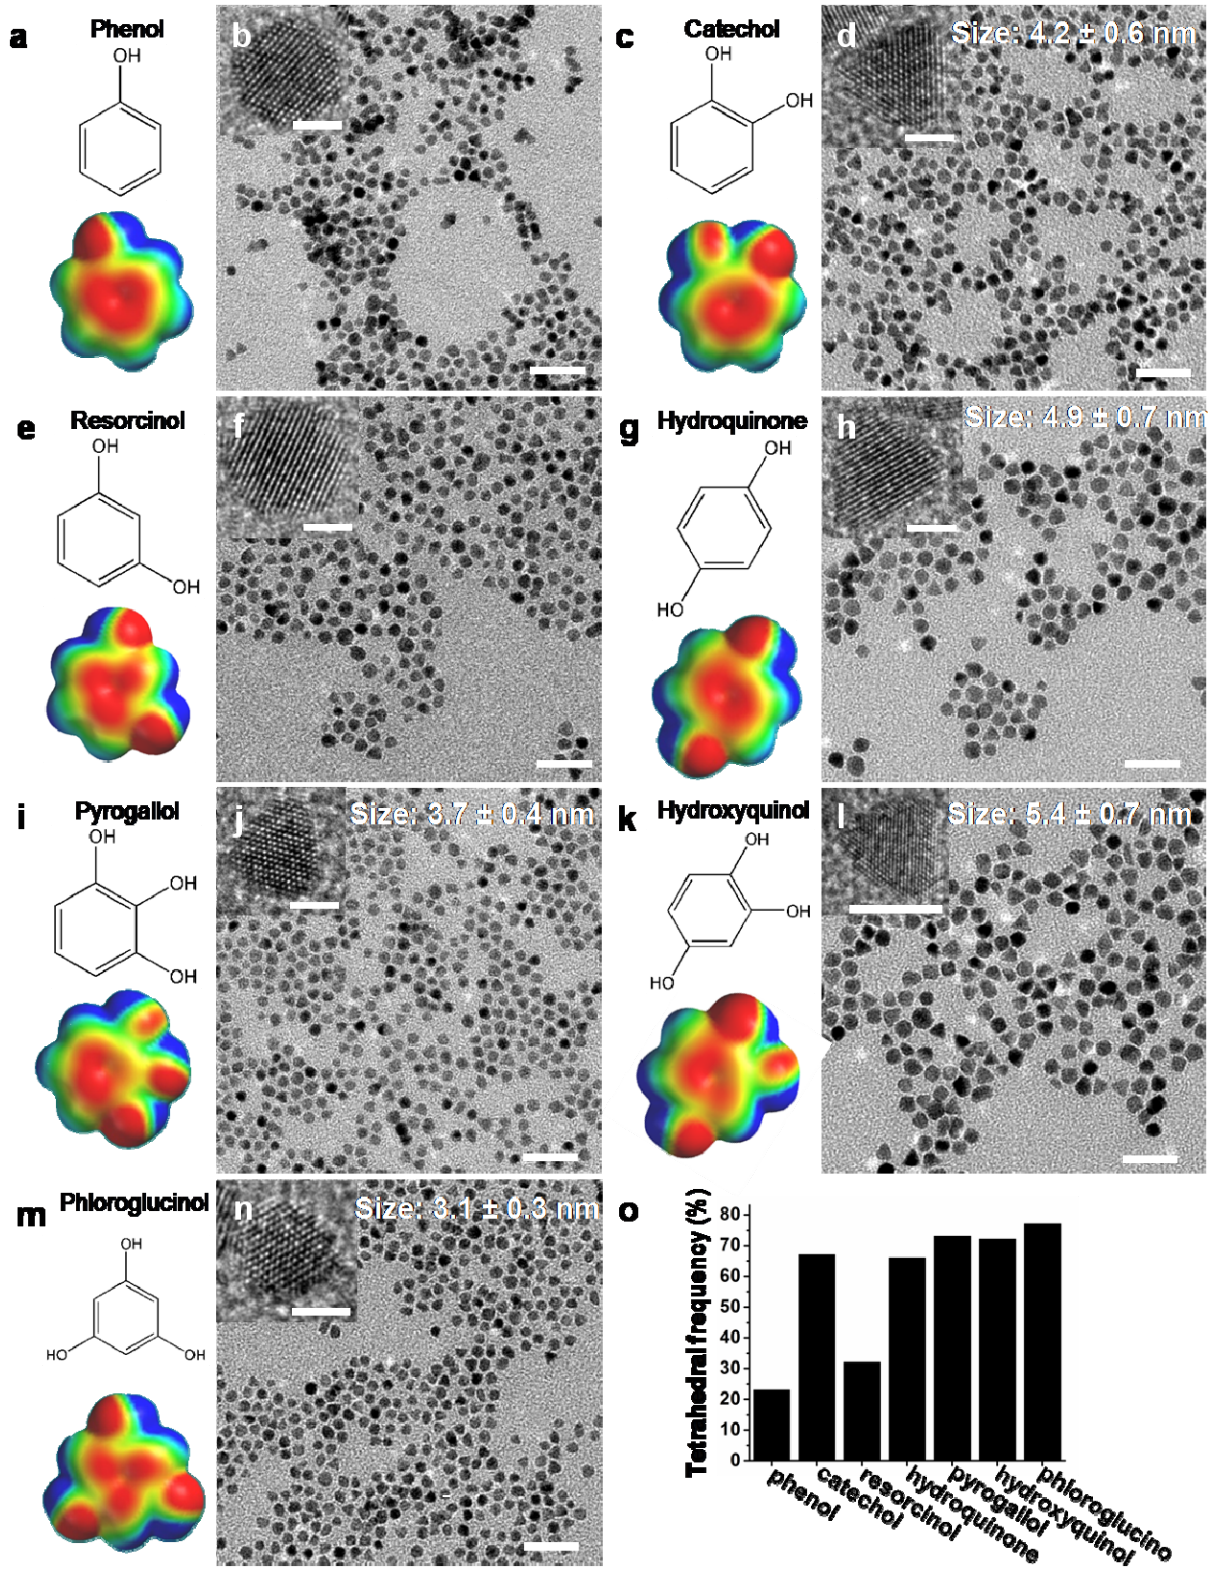 a Phenol
OH
b
c Catechol
OH
OH
d Size: 4.2 ± 0.6 nm
e Resorcinol
OH
OH
f
g Hydroquinone
OH
HO
h Size: 4.9 ± 0.7 nm
i Pyrogallol
OH
OH
OH
j Size: 3.7 ± 0.4 nm
k Hydroxyquinol
OH
OH
HO
l Size: 5.4 ± 0.7 nm
m Phloroglucinol
OH
HO
OH
n Size: 3.1 ± 0.3 nm
o
Tetrahedral frequency (%)
80
70
60
50
40
30
20
10
0
phenol
catechol
resorcinol
hydroquinone
pyrogallol
hydroxyquinol
phloroglucino